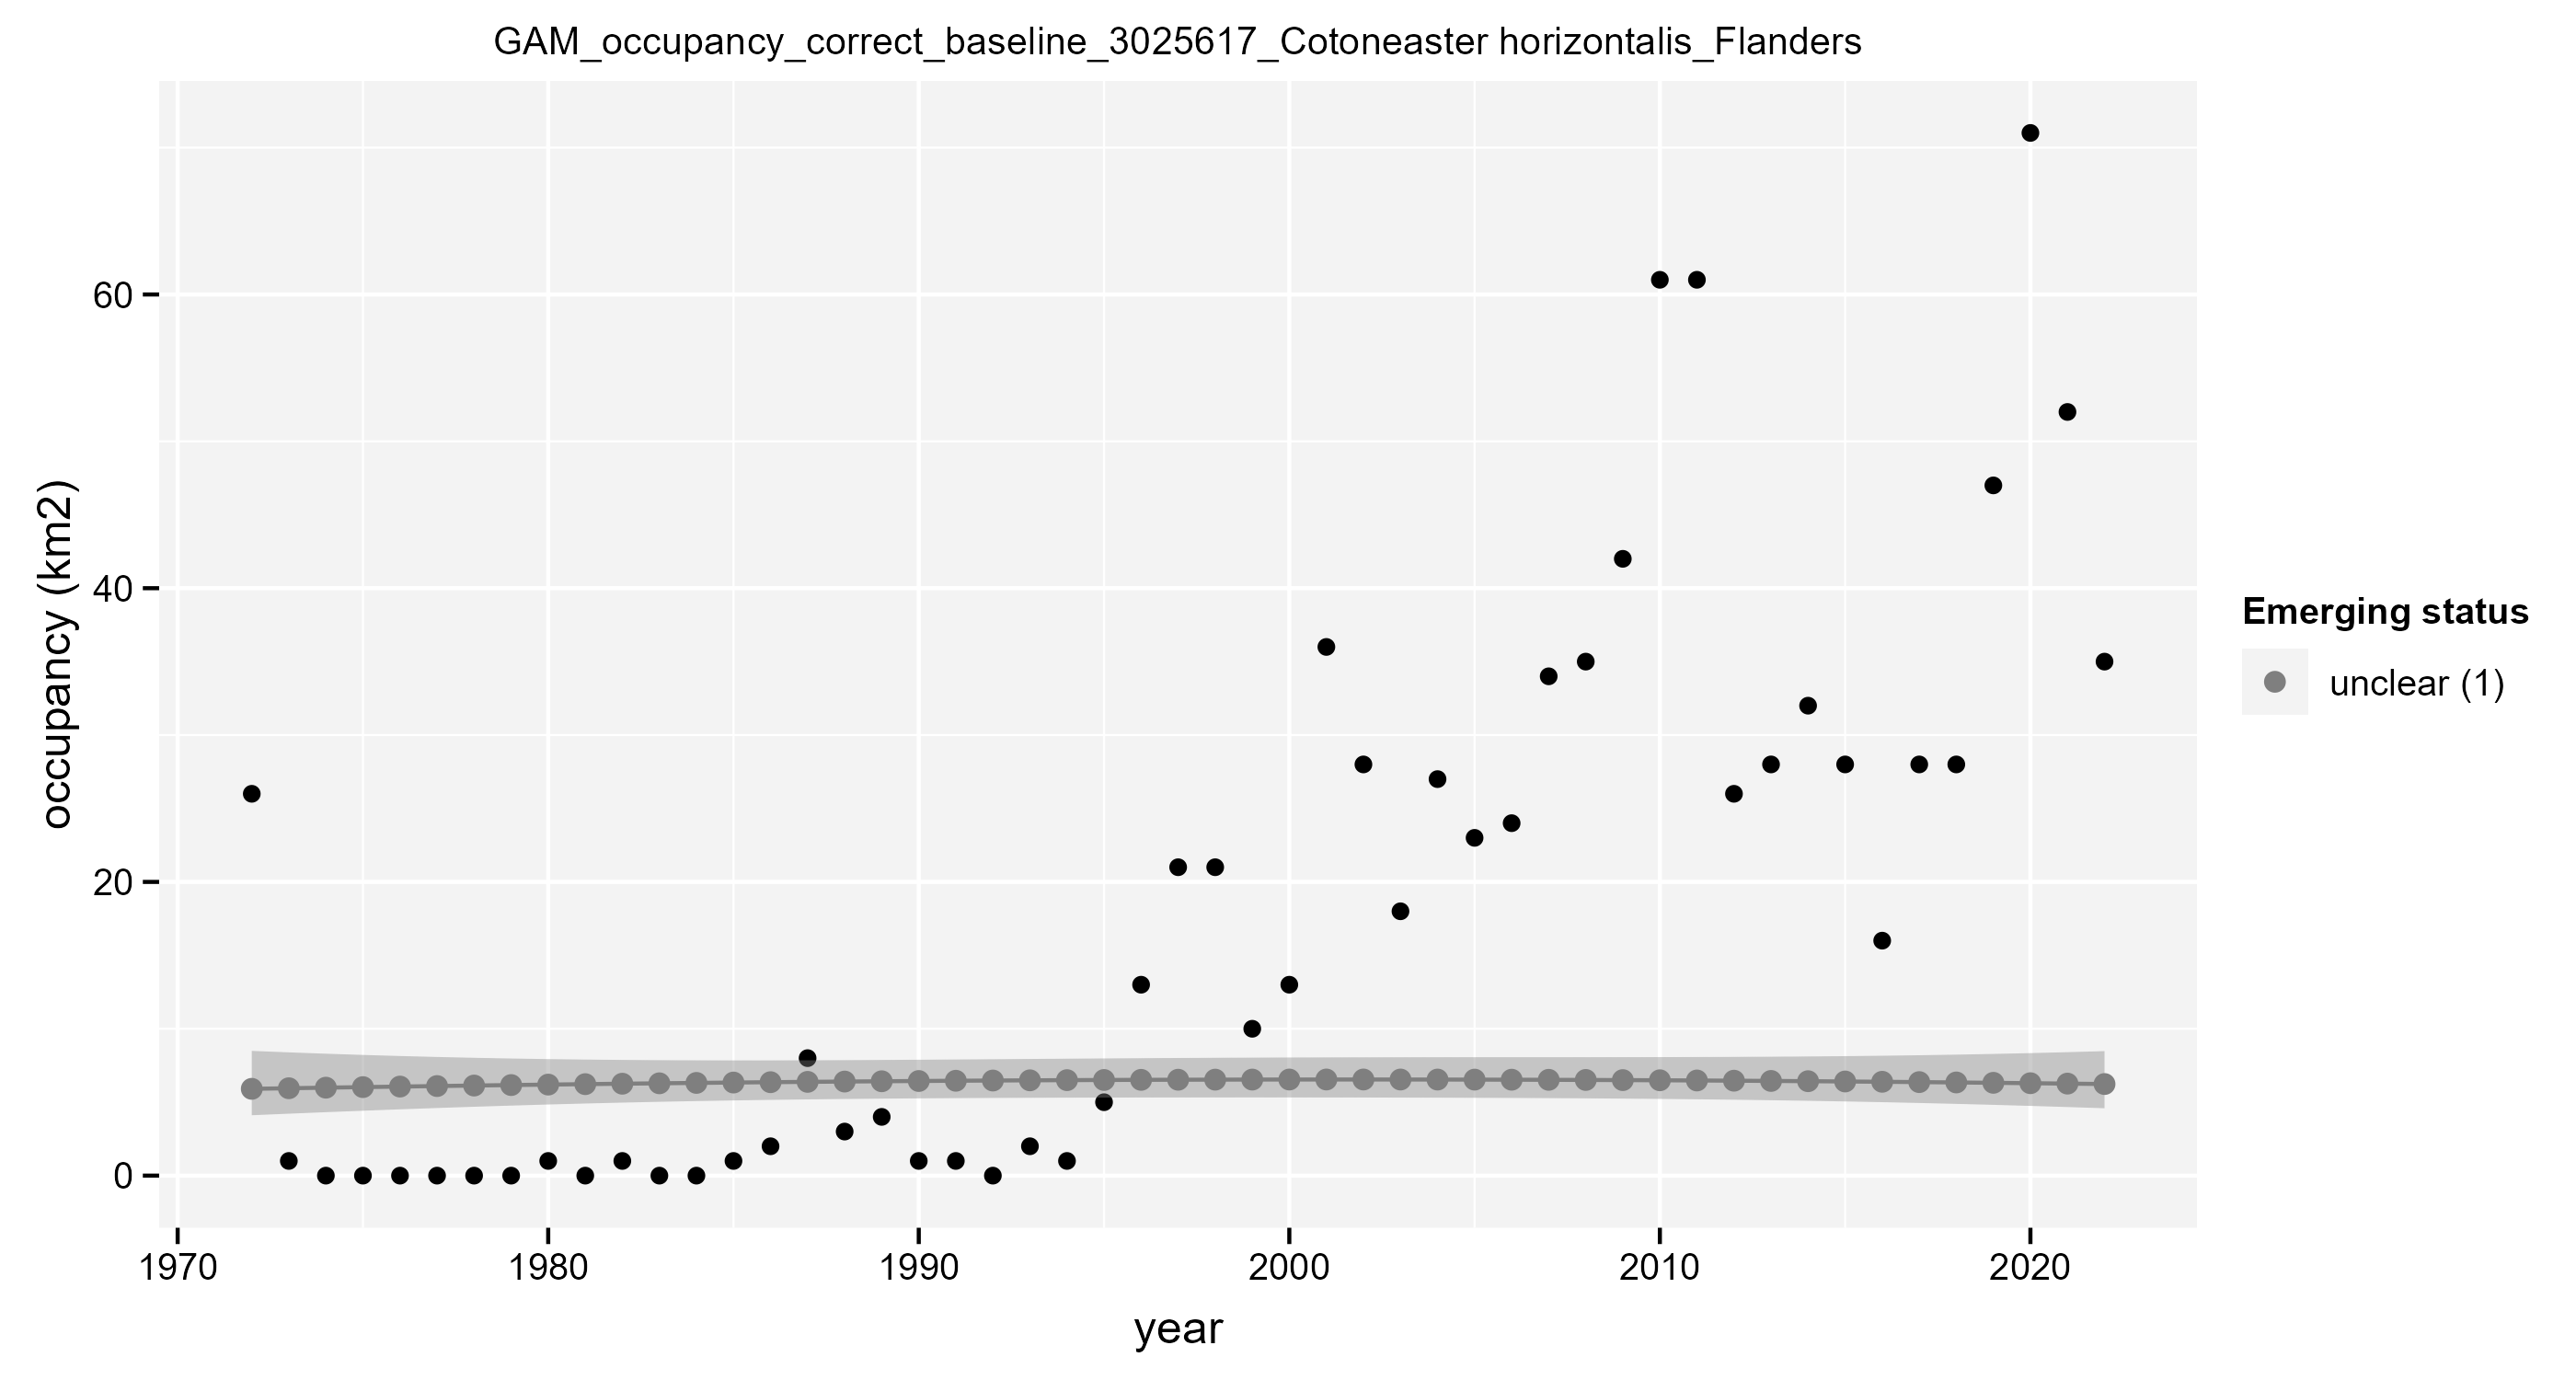 GAM_occupancy_correct_baseline_3025617_Cotoneaster horizontalis_Flanders
occupancy (km2)
60
40
20
0
1970 1980 1990 2000 2010 2020
year
Emerging status
unclear (1)